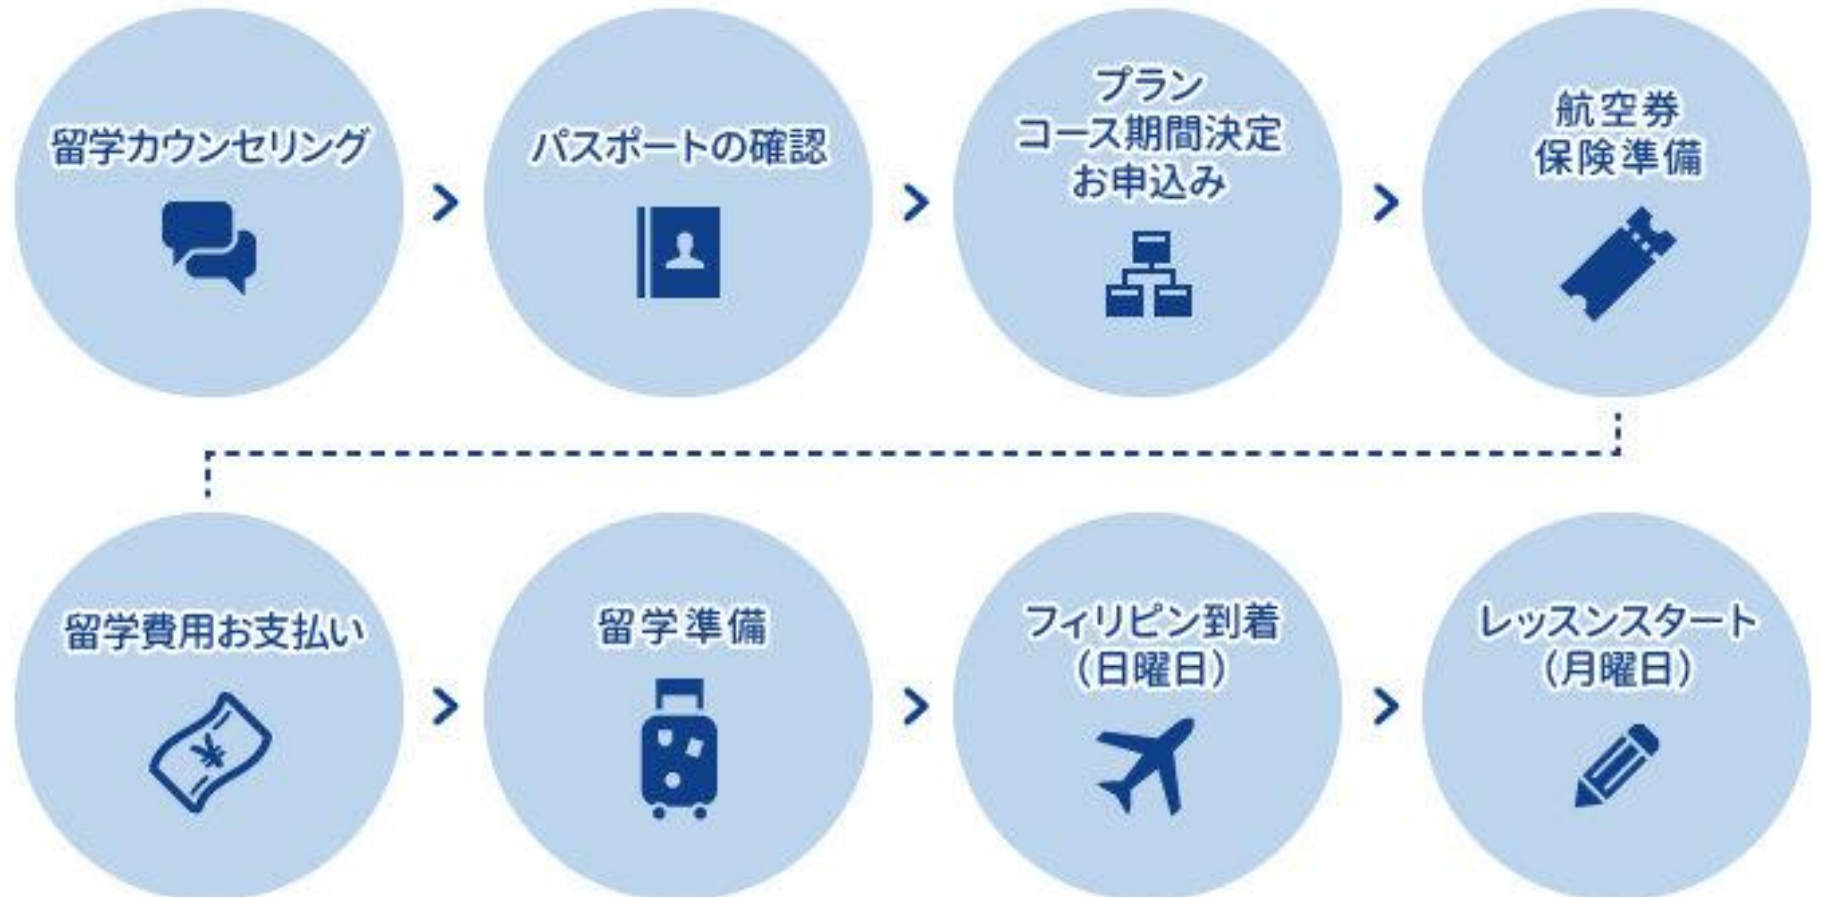 留学カウンセリング
パスポートの確認
プラン
コース期間決定
お申込み
航空券
保険準備
留学費用お支払い
¥
留学準備
フィリピン到着
(日曜日)
レッスンスタート
(月曜日)